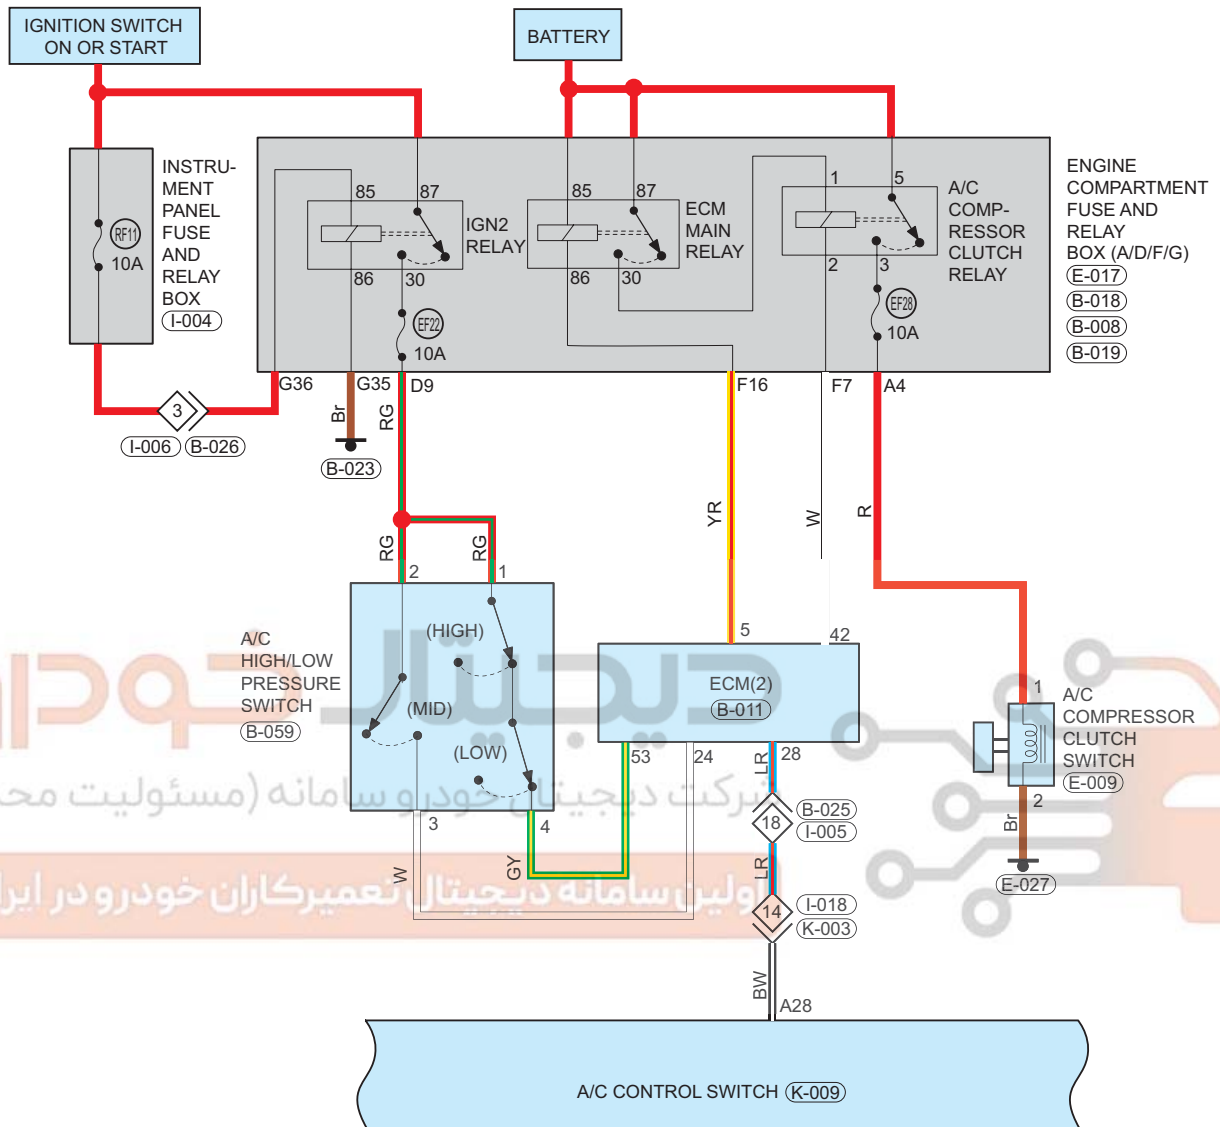 IGNITION SWITCH
ON OR START
BATTERY
INSTRU-
MENT
PANEL
FUSE
AND
RELAY
BOX
I-004
RF11
10A
85
87
IGN2
RELAY
86
30
EF22
10A
85
87
ECM
MAIN
RELAY
86
30
1
5
A/C
COMP-
RESSOR
CLUTCH
RELAY
2
3
EF28
10A
ENGINE
COMPARTMENT
FUSE AND
RELAY
BOX (A/D/F/G)
E-017
B-018
B-008
B-019
G36
G35
D9
F16
F7
A4
3
I-006
B-026
Br
RG
B-023
YR
W
R
RG
RG
2
1
A/C
HIGH/LOW
PRESSURE
SWITCH
B-059
(HIGH)
(MID)
(LOW)
3
4
5
42
ECM(2)
B-011
53
24
28
LR
W
GY
18
B-025
I-005
LR
14
I-018
K-003
BW
A28
1
A/C
COMPRESSOR
CLUTCH
SWITCH
E-009
2
Br
E-027
دیجیتال خودرو
شرکت دیجیتال خودرو سامانه (مسئولیت
اولین سامانه دیجیتال تعمیرکاران خودرو در
A/C CONTROL SWITCH K-009